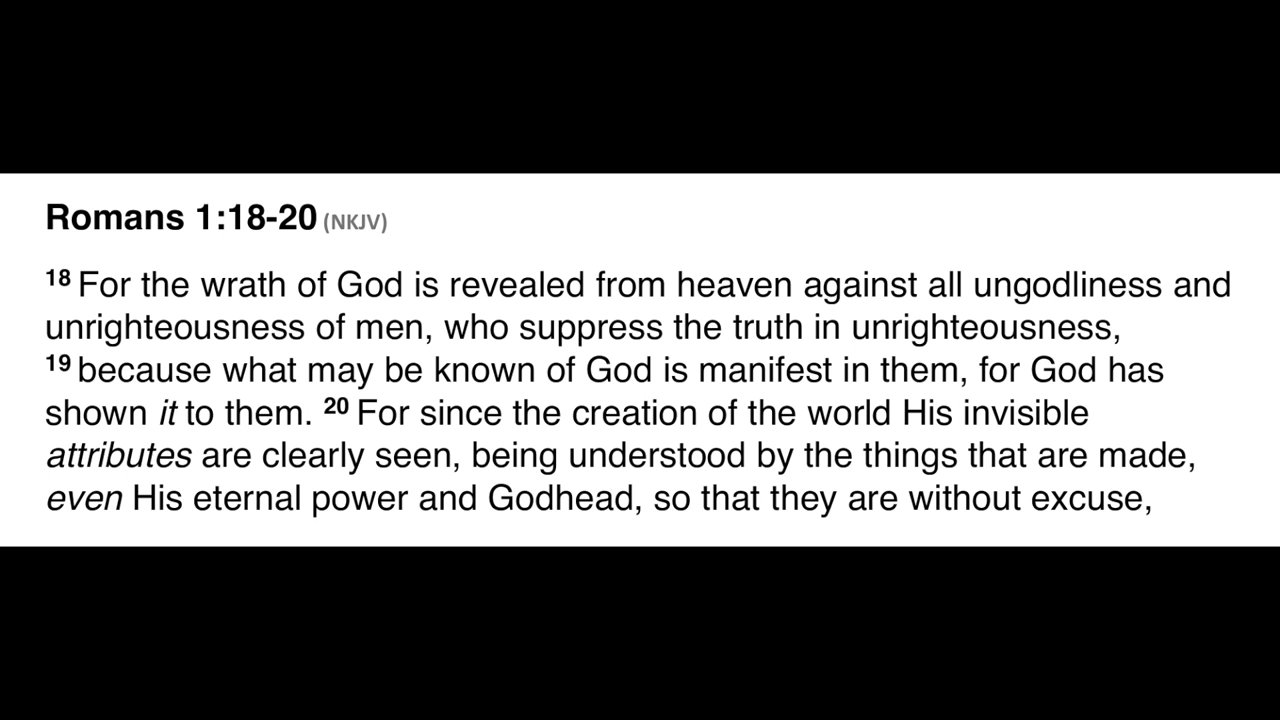 Romans 1:18-20 (NKJV)
18 For the wrath of God is revealed from heaven against all ungodliness and
unrighteousness of men, who suppress the truth in unrighteousness,
19 because what may be known of God is manifest in them, for God has
shown it to them. 20 For since the creation of the world His invisible
attributes are clearly seen, being understood by the things that are made,
even His eternal power and Godhead, so that they are without excuse,